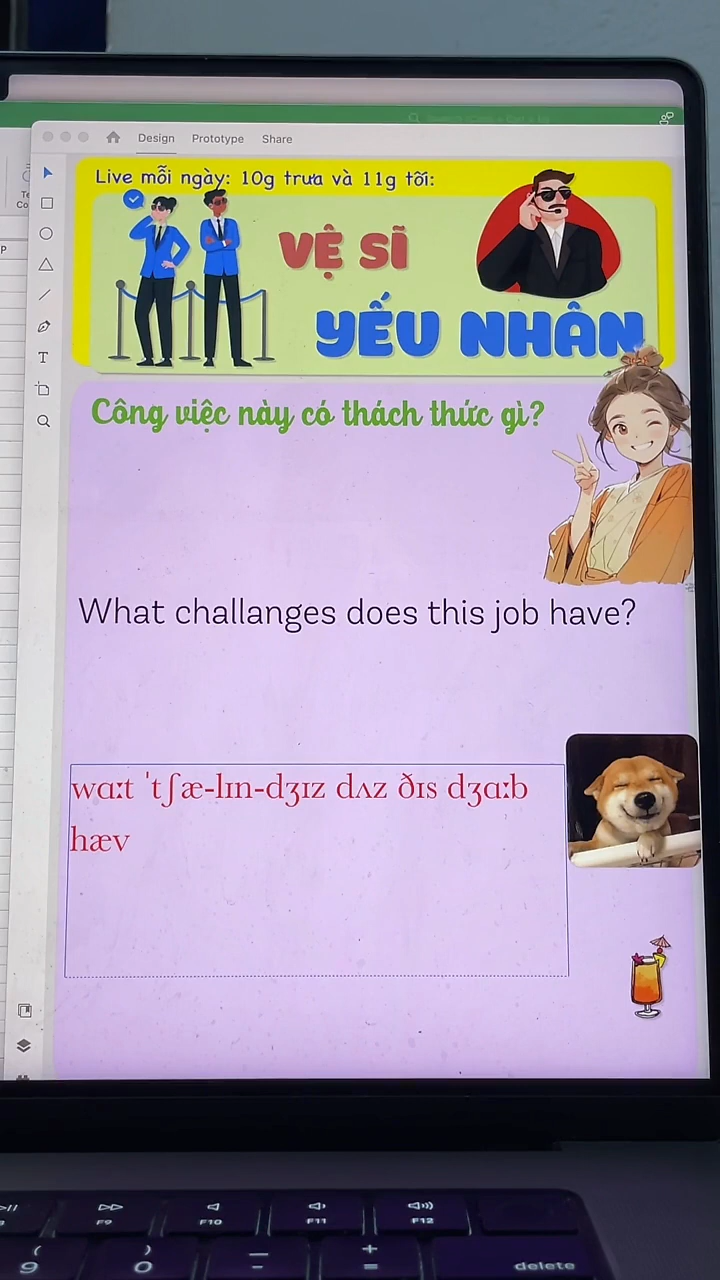 Design Prototype Share
Live mỗi ngày: 10g trưa và 11g tối:
VỆ SĨ
YẾU NHÂN
Công việc này có thách thức gì?
What challanges does this job have?
wɑːt ˈtʃæ-lɪn-dʒɪz dʌz ðɪs dʒɑːb
hæv
F9 F10 F11 F12
( ) — +
9 0 - = delete